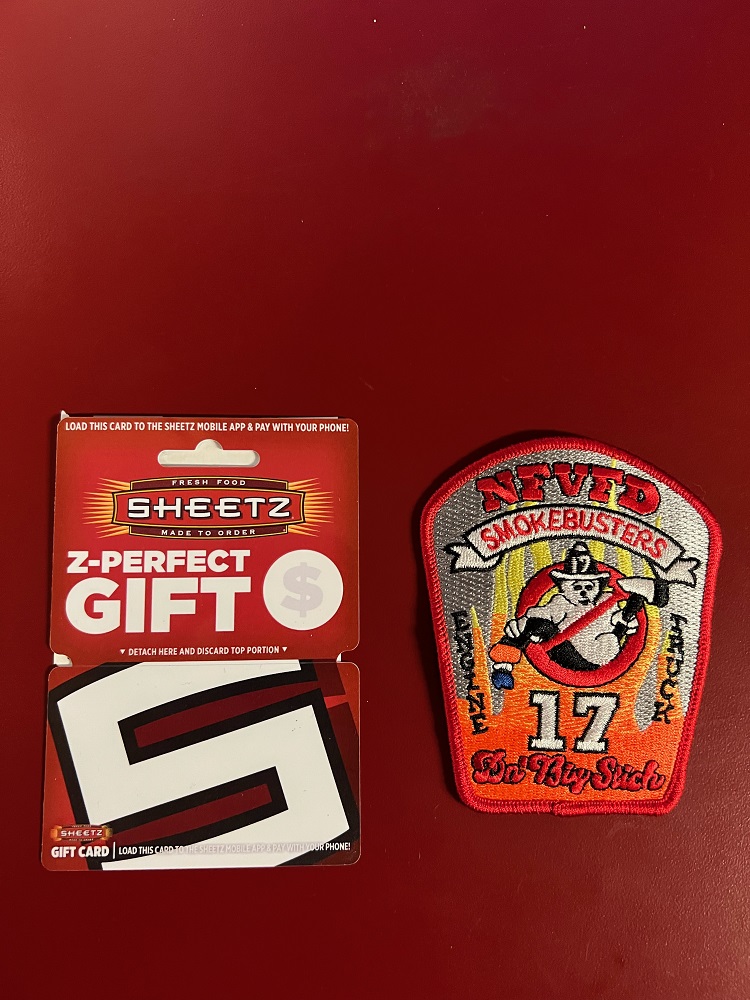 LOAD THIS CARD TO THE SHEETZ MOBILE APP & PAY WITH YOUR PHONE!
FRESH FOOD
SHEETZ
MADE TO ORDER
Z-PERFECT
GIFT $
▼ DETACH HERE AND DISCARD TOP PORTION ▼
SHEETZ
GIFT CARD | LOAD THIS CARD TO THE SHEETZ MOBILE APP & PAY WITH YOUR PHONE!
NFVFD
SMOKEBUSTERS
17
ENGINE
TRUCK
17
Da' Big Stich